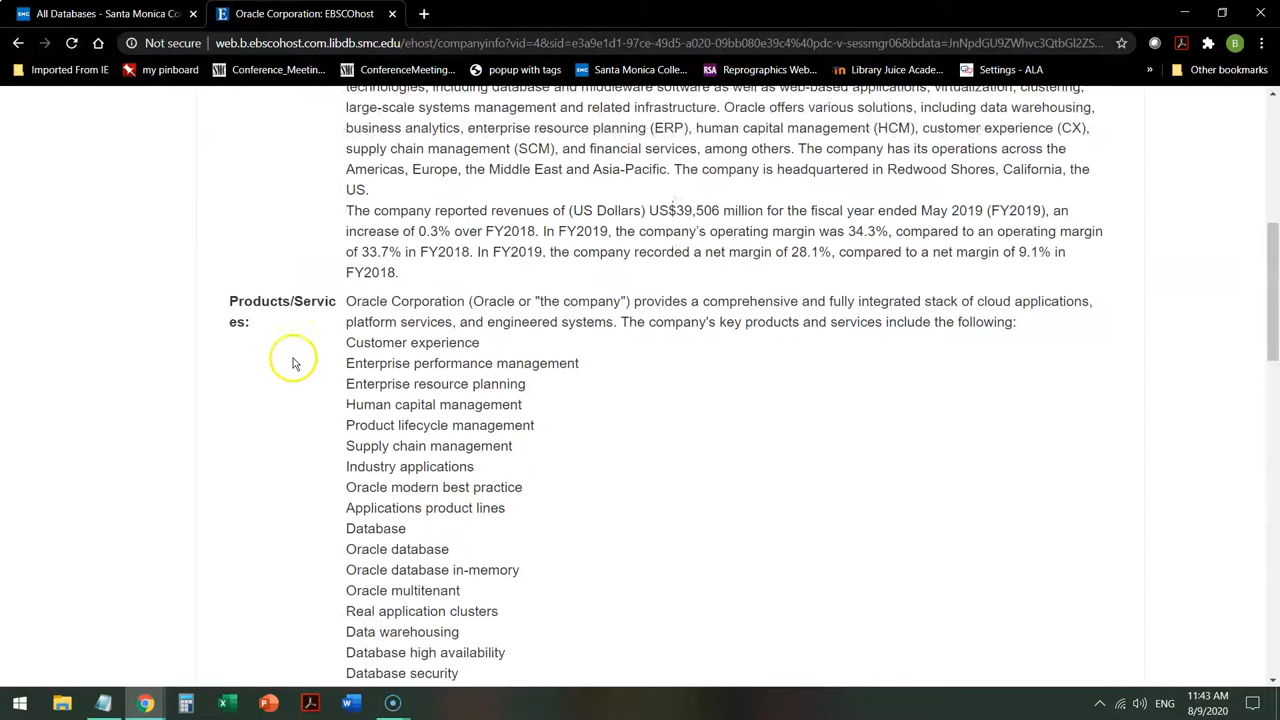 All Databases - Santa Monica Co
Oracle Corporation: EBSCOhost
Not secure
web.b.ebscohost.com.libdb.smc.edu/ehost/companyinfo?vid=4&sid=e3a9e1d1-97ce-49d5-a020-09bb080e39c4%40pdc-v-sessmgr06&bdata=JnNpdGU9ZWhvc3QtbGl2ZS...
Imported From IE
my pinboard
Conference_Meetin...
ConferenceMeeting...
popup with tags
Santa Monica Colle...
Reprographics Web...
Library Juice Acade...
Settings - ALA
»
Other bookmarks
technologies, including database and middleware software as well as web-based applications, virtualization, clustering,
large-scale systems management and related infrastructure. Oracle offers various solutions, including data warehousing,
business analytics, enterprise resource planning (ERP), human capital management (HCM), customer experience (CX),
supply chain management (SCM), and financial services, among others. The company has its operations across the
Americas, Europe, the Middle East and Asia-Pacific. The company is headquartered in Redwood Shores, California, the
US.
The company reported revenues of (US Dollars) US$39,506 million for the fiscal year ended May 2019 (FY2019), an
increase of 0.3% over FY2018. In FY2019, the company's operating margin was 34.3%, compared to an operating margin
of 33.7% in FY2018. In FY2019, the company recorded a net margin of 28.1%, compared to a net margin of 9.1% in
FY2018.
Products/Servic
es:
Oracle Corporation (Oracle or "the company") provides a comprehensive and fully integrated stack of cloud applications,
platform services, and engineered systems. The company's key products and services include the following:
Customer experience
Enterprise performance management
Enterprise resource planning
Human capital management
Product lifecycle management
Supply chain management
Industry applications
Oracle modern best practice
Applications product lines
Database
Oracle database
Oracle database in-memory
Oracle multitenant
Real application clusters
Data warehousing
Database high availability
Database security
ENG
11:43 AM
8/9/2020